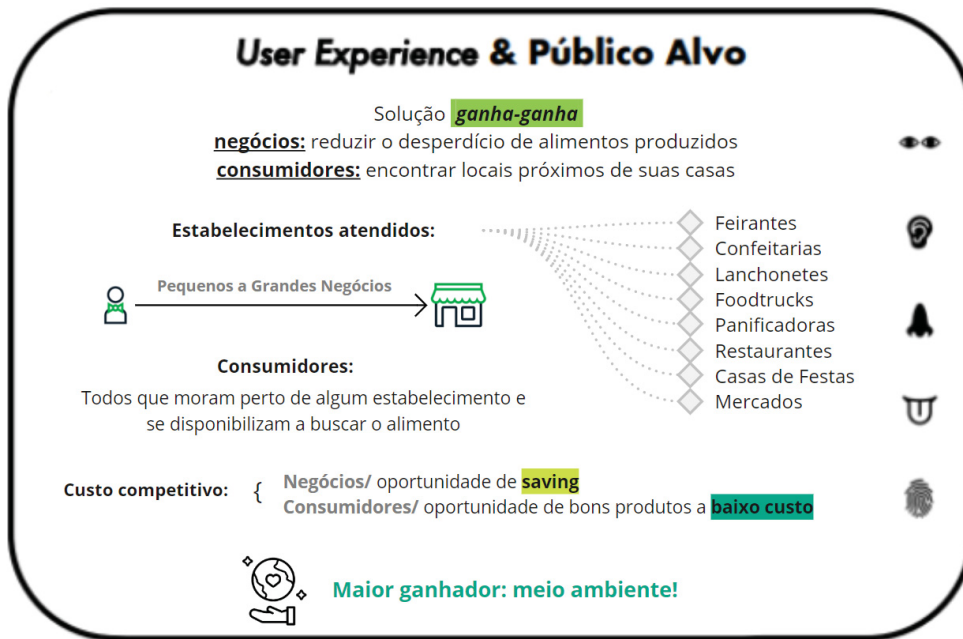 User Experience & Público Alvo
Solução ganha-ganha
negócios: reduzir o desperdício de alimentos produzidos
consumidores: encontrar locais próximos de suas casas
Estabelecimentos atendidos:
Pequenos a Grandes Negócios
Feirantes
Confeitarias
Lanchonetes
Foodtrucks
Panificadoras
Restaurantes
Casas de Festas
Mercados
Consumidores:
Todos que moram perto de algum estabelecimento e
se disponibilizam a buscar o alimento
Custo competitivo: {
Negócios/ oportunidade de saving
Consumidores/ oportunidade de bons produtos a baixo custo
Maior ganhador: meio ambiente!